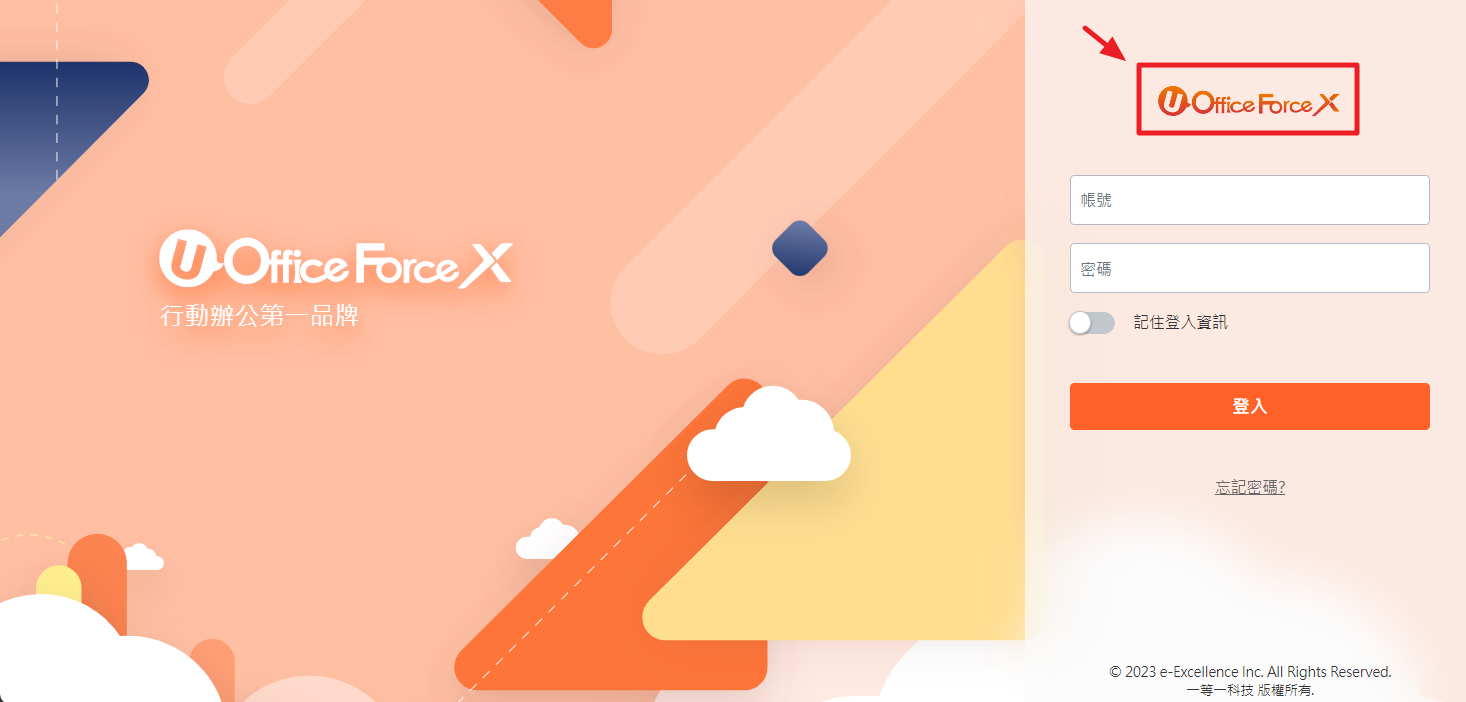 U-Office Force X
行動辦公第一品牌
U-Office Force X
帳號
密碼
記住登入資訊
登入
忘記密碼?
© 2023 e-Excellence Inc. All Rights Reserved.
一等一科技 版權所有.